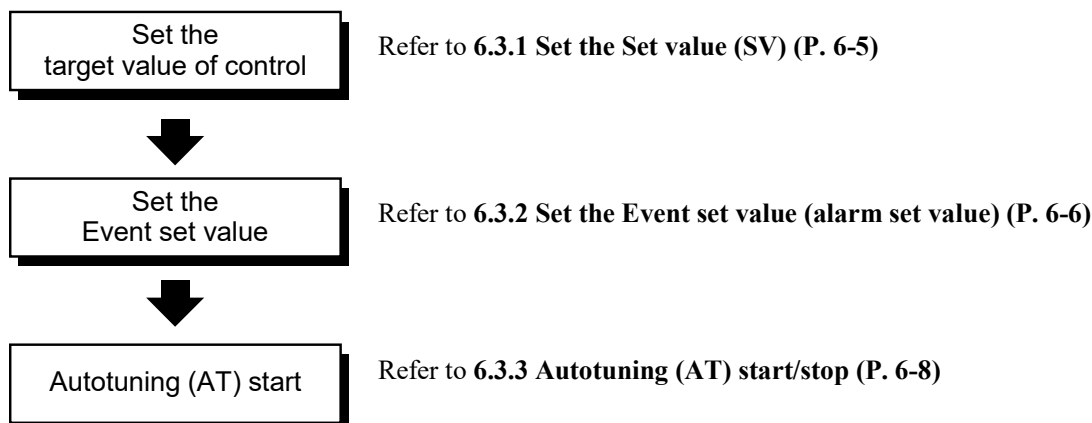 Set the
target value of control
Refer to 6.3.1 Set the Set value (SV) (P. 6-5)
Set the
Event set value
Refer to 6.3.2 Set the Event set value (alarm set value) (P. 6-6)
Autotuning (AT) start
Refer to 6.3.3 Autotuning (AT) start/stop (P. 6-8)